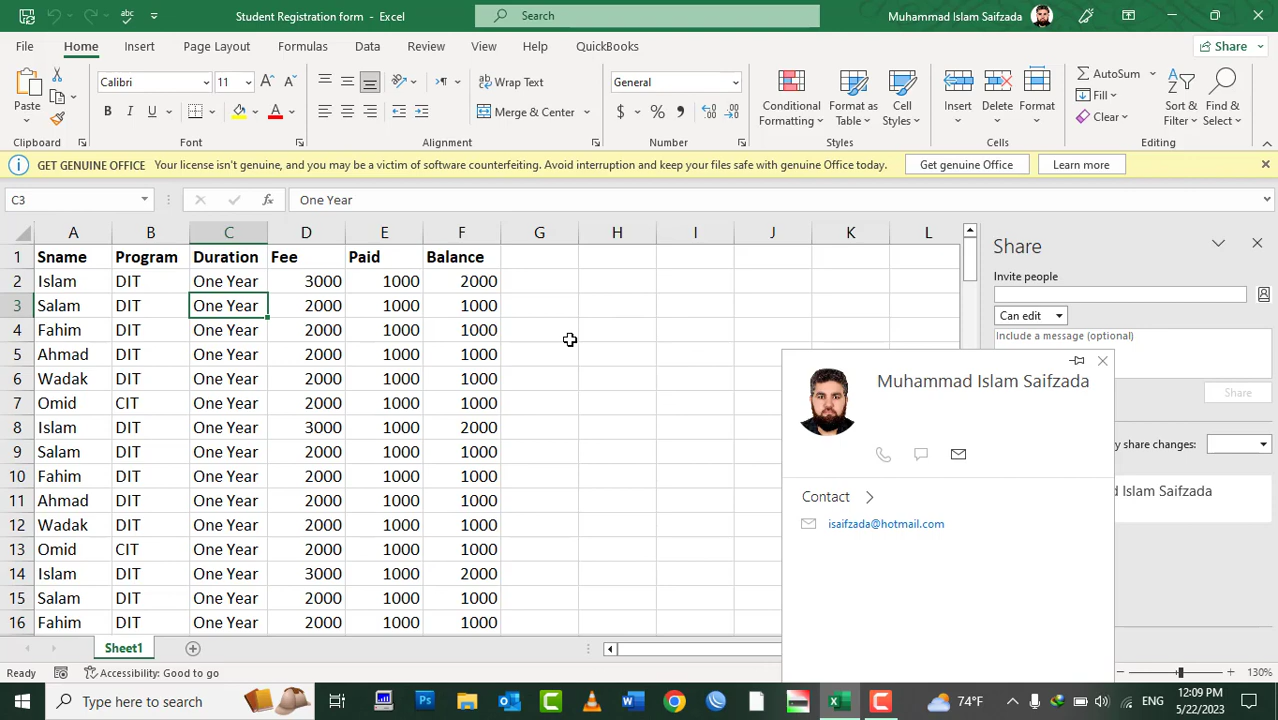 Student Registration form - Excel
Search
Muhammad Islam Saifzada
File Home Insert Page Layout Formulas Data Review View Help QuickBooks
Share
Paste
Calibri 11
Wrap Text
General
Merge & Center
Conditional Formatting
Format as Table
Cell Styles
Insert
Delete
Format
AutoSum
Fill
Clear
Sort & Filter
Find & Select
Clipboard Font Alignment Number Styles Cells Editing
GET GENUINE OFFICE Your license isn't genuine, and you may be a victim of software counterfeiting. Avoid interruption and keep your files safe with genuine Office today. Get genuine Office Learn more
C3 fx One Year
A B C D E F G H I J K L
1 Sname Program Duration Fee Paid Balance
2 Islam DIT One Year 3000 1000 2000
3 Salam DIT One Year 2000 1000 1000
4 Fahim DIT One Year 2000 1000 1000
5 Ahmad DIT One Year 2000 1000 1000
6 Wadak DIT One Year 2000 1000 1000
7 Omid CIT One Year 2000 1000 1000
8 Islam DIT One Year 3000 1000 2000
9 Salam DIT One Year 2000 1000 1000
10 Fahim DIT One Year 2000 1000 1000
11 Ahmad DIT One Year 2000 1000 1000
12 Wadak DIT One Year 2000 1000 1000
13 Omid CIT One Year 2000 1000 1000
14 Islam DIT One Year 3000 1000 2000
15 Salam DIT One Year 2000 1000 1000
16 Fahim DIT One Year 2000 1000 1000
Share
Invite people
Can edit
Include a message (optional)
Share
y share changes:
d Islam Saifzada
Muhammad Islam Saifzada
Contact
isaifzada@hotmail.com
Sheet1
Ready Accessibility: Good to go
130%
Type here to search
74°F
ENG
12:09 PM
5/22/2023